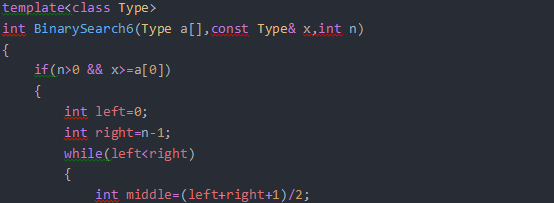 template<class Type>
int BinarySearch6(Type a[],const Type& x,int n)
{
    if(n>0 && x>=a[0])
    {
        int left=0;
        int right=n-1;
        while(left<right)
        {
            int middle=(left+right+1)/2;